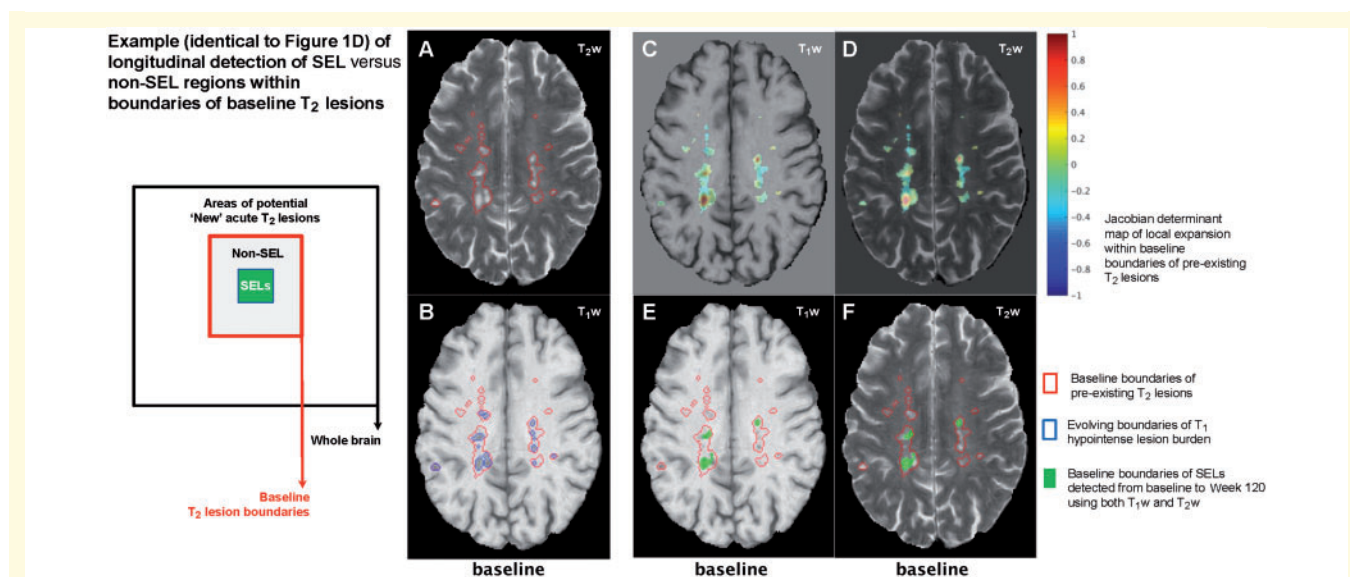 Example (identical to Figure 1D) of
longitudinal detection of SEL versus
non-SEL regions within
boundaries of baseline T2 lesions
Areas of potential
'New' acute T2 lesions
Non-SEL
SELs
Whole brain
Baseline
T2 lesion boundaries
A
T2w
B
T1w
baseline
C
T1w
D
T2w
E
T1w
baseline
F
T2w
baseline
1
0.8
0.6
0.4
0.2
0
−0.2
−0.4
−0.6
−0.8
−1
Jacobian determinant
map of local expansion
within baseline
boundaries of pre-existing
T2 lesions
Baseline boundaries of
pre-existing T2 lesions
Evolving boundaries of T1
hypointense lesion burden
Baseline boundaries of SELs
detected from baseline to Week 120
using both T1w and T2w